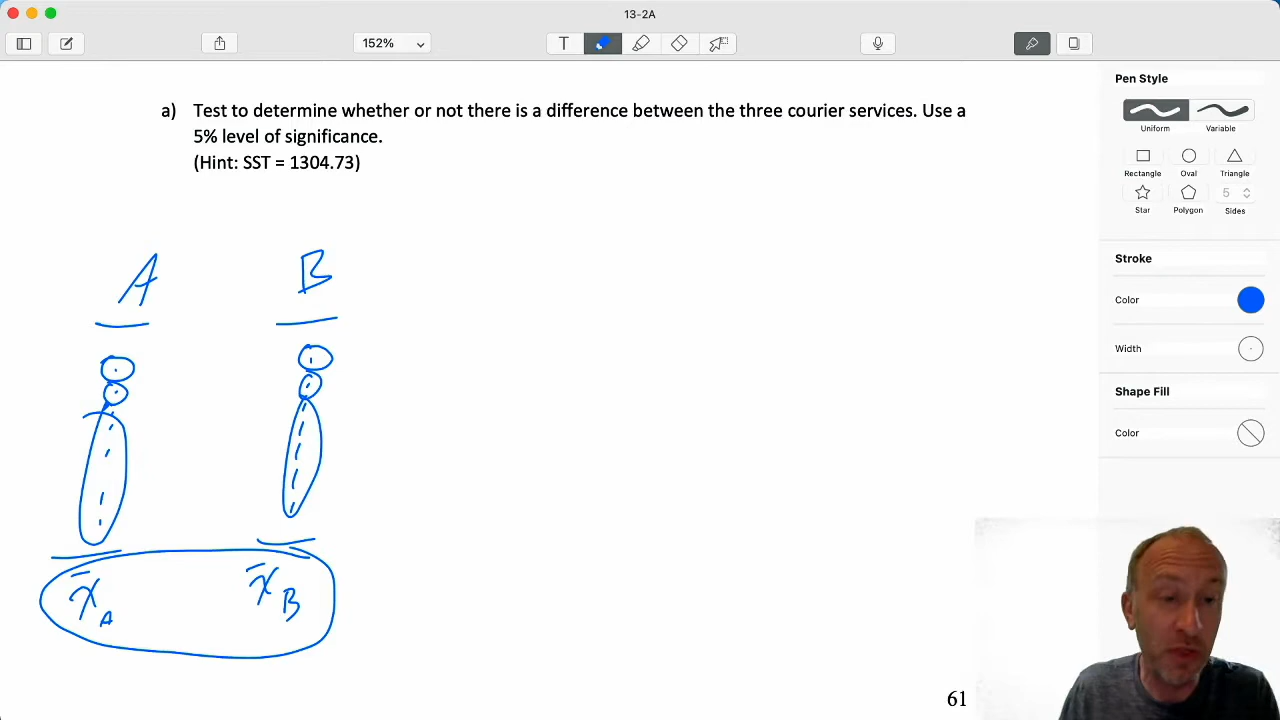 13-2A
152%
T
Pen Style
Uniform
Variable
Rectangle
Oval
Triangle
5
Star
Polygon
Sides
Stroke
Color
Width
Shape Fill
Color
a) Test to determine whether or not there is a difference between the three courier services. Use a
5% level of significance.
(Hint: SST = 1304.73)
A B
x̄A x̄B
61